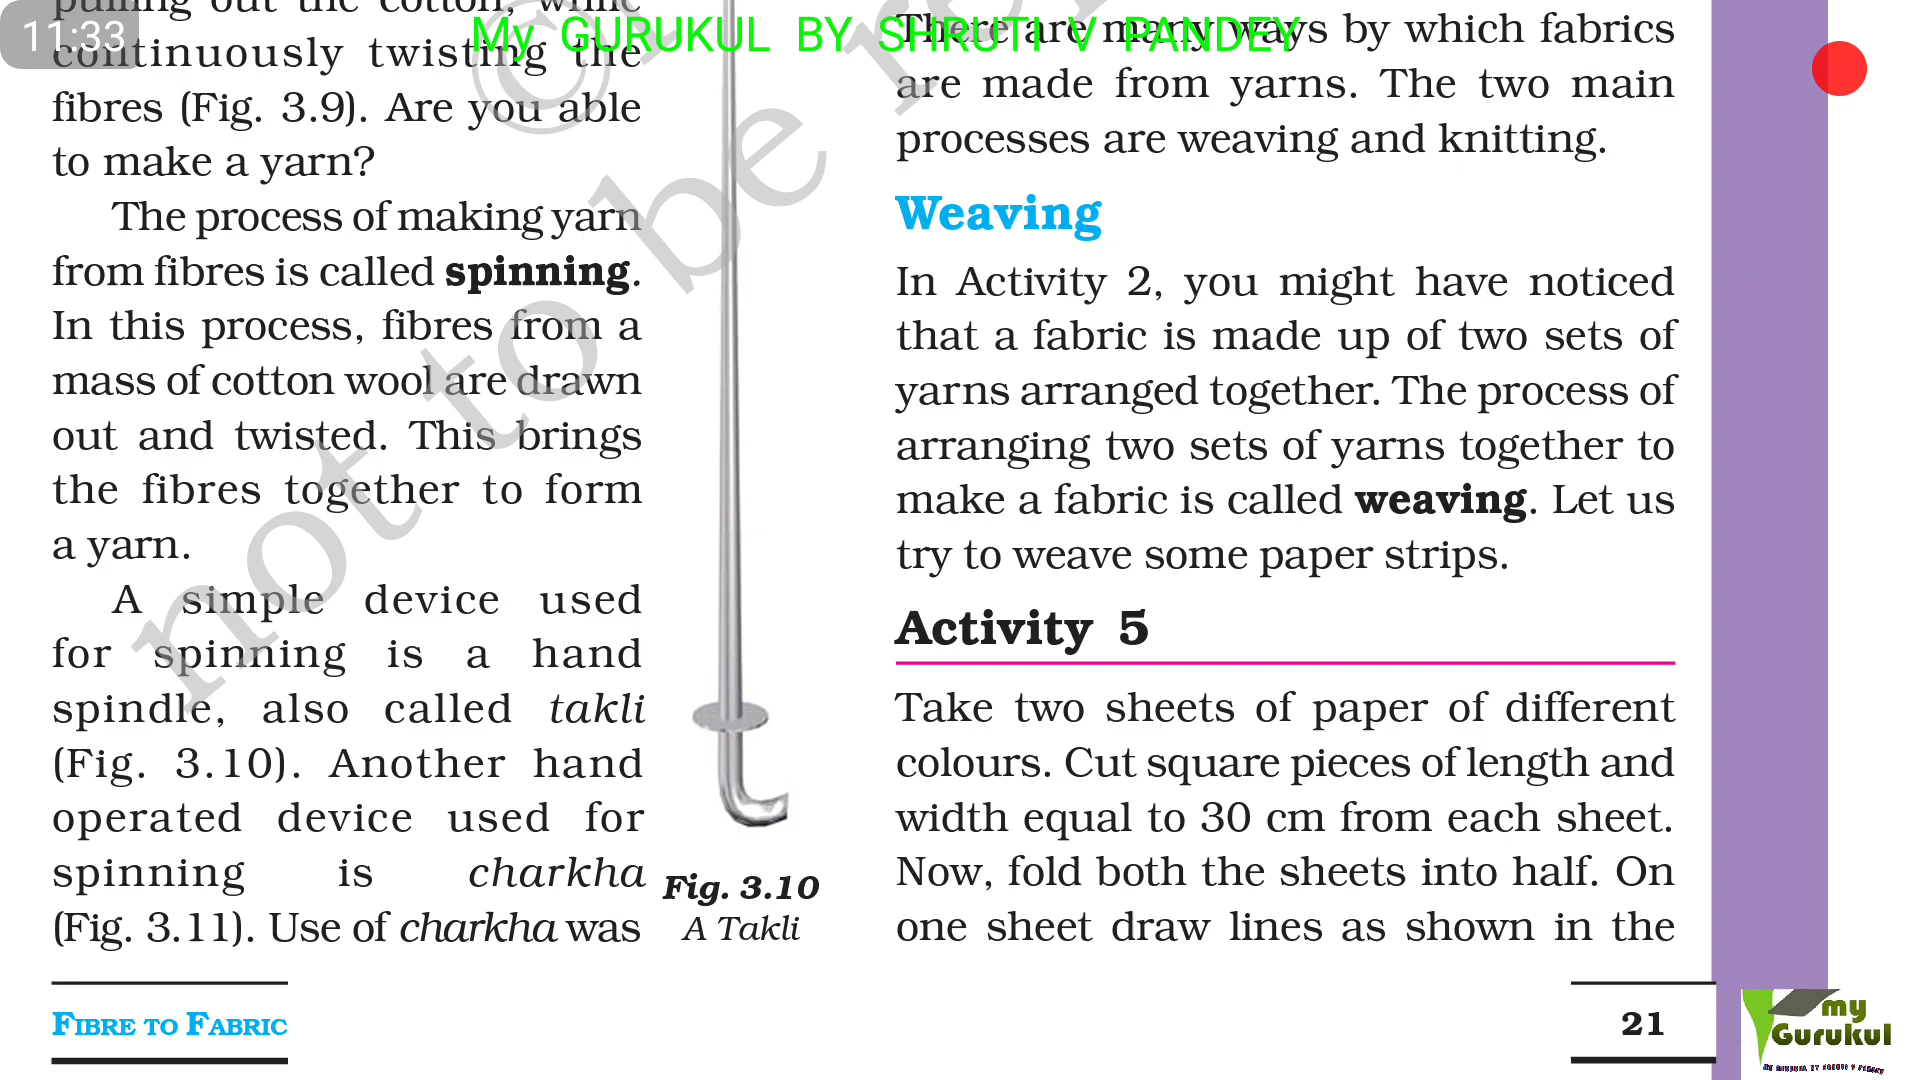 11:33
My GURUKUL BY SHRUTI V PANDEY
pulling out the cotton, while
continuously twisting the
fibres (Fig. 3.9). Are you able
to make a yarn?
The process of making yarn
from fibres is called spinning.
In this process, fibres from a
mass of cotton wool are drawn
out and twisted. This brings
the fibres together to form
a yarn.
A simple device used
for spinning is a hand
spindle, also called takli
(Fig. 3.10). Another hand
operated device used for
spinning is charkha
(Fig. 3.11). Use of charkha was
Fig. 3.10
A Takli
There are many ways by which fabrics
are made from yarns. The two main
processes are weaving and knitting.
Weaving
In Activity 2, you might have noticed
that a fabric is made up of two sets of
yarns arranged together. The process of
arranging two sets of yarns together to
make a fabric is called weaving. Let us
try to weave some paper strips.
Activity 5
Take two sheets of paper of different
colours. Cut square pieces of length and
width equal to 30 cm from each sheet.
Now, fold both the sheets into half. On
one sheet draw lines as shown in the
©
not to be re
FIBRE TO FABRIC
21
my
Gurukul